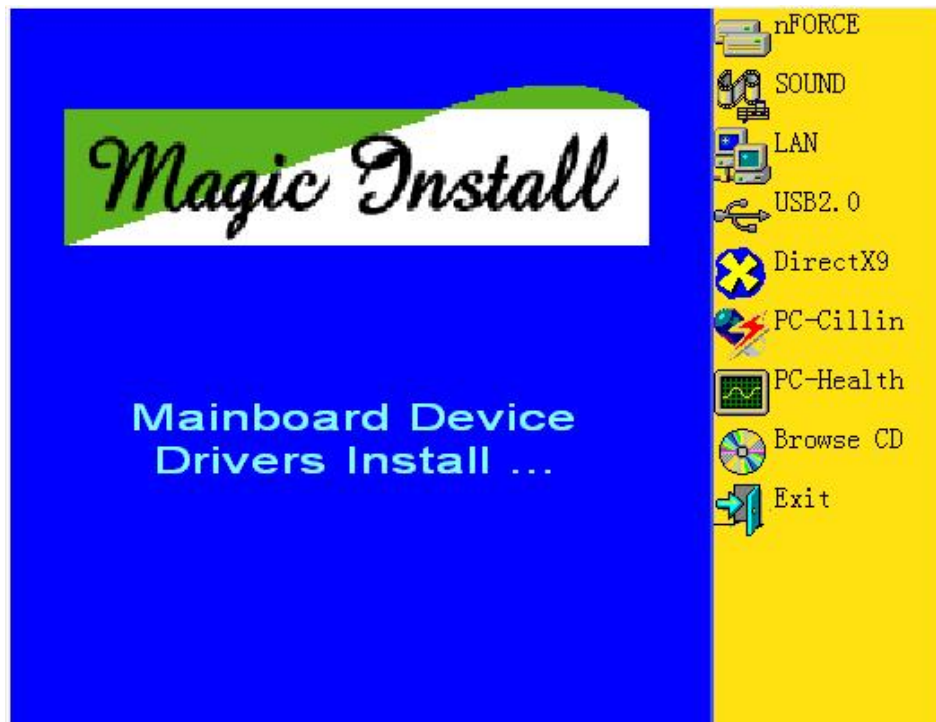 Magic Install
Mainboard Device
Drivers Install ...
nFORCE
SOUND
LAN
USB2.0
DirectX9
PC-Cillin
PC-Health
Browse CD
Exit